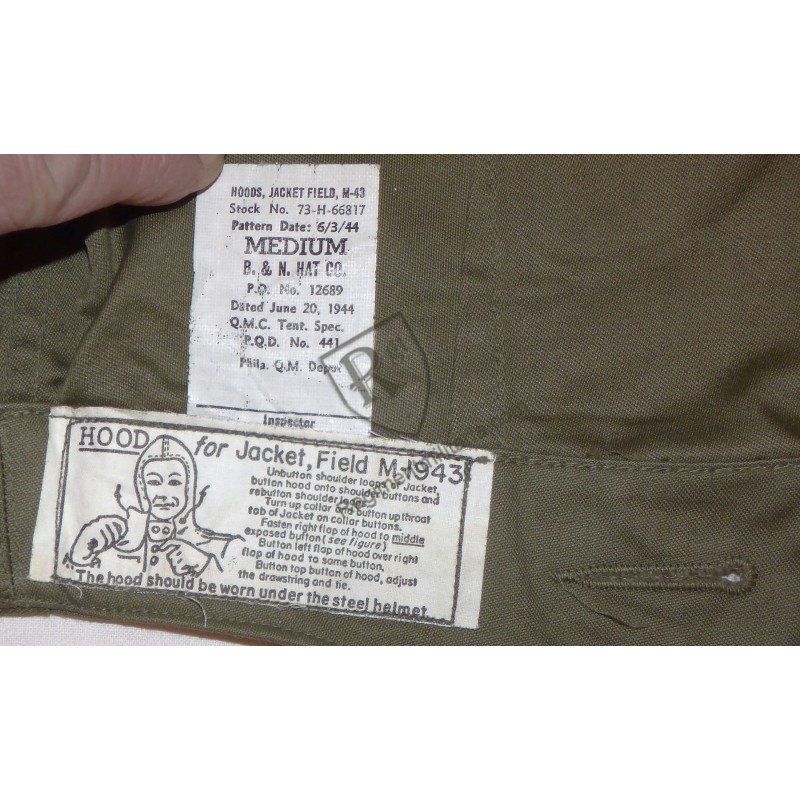 HOODS, JACKET FIELD, M-43
Stock No. 73-H-66817
Pattern Date: 6/3/44
MEDIUM
B. & N. HAT CO.
P.O. No. 12689
Dated June 20, 1944
Q.M.C. Tent. Spec.
P.Q.D. No. 441
Phila. Q.M. Depot
Inspector
HOOD for Jacket, Field M-1943
Unbutton shoulder loops of Jacket,
button hood onto shoulder buttons and
rebutton shoulder loops.
Turn up collar and button up throat
tab of Jacket on collar buttons.
Fasten right flap of hood to middle
exposed button (see figure)
Button left flap of hood over right
flap of hood to same button.
Button top button of hood, adjust
the drawstring and tie.
The hood should be worn under the steel helmet.